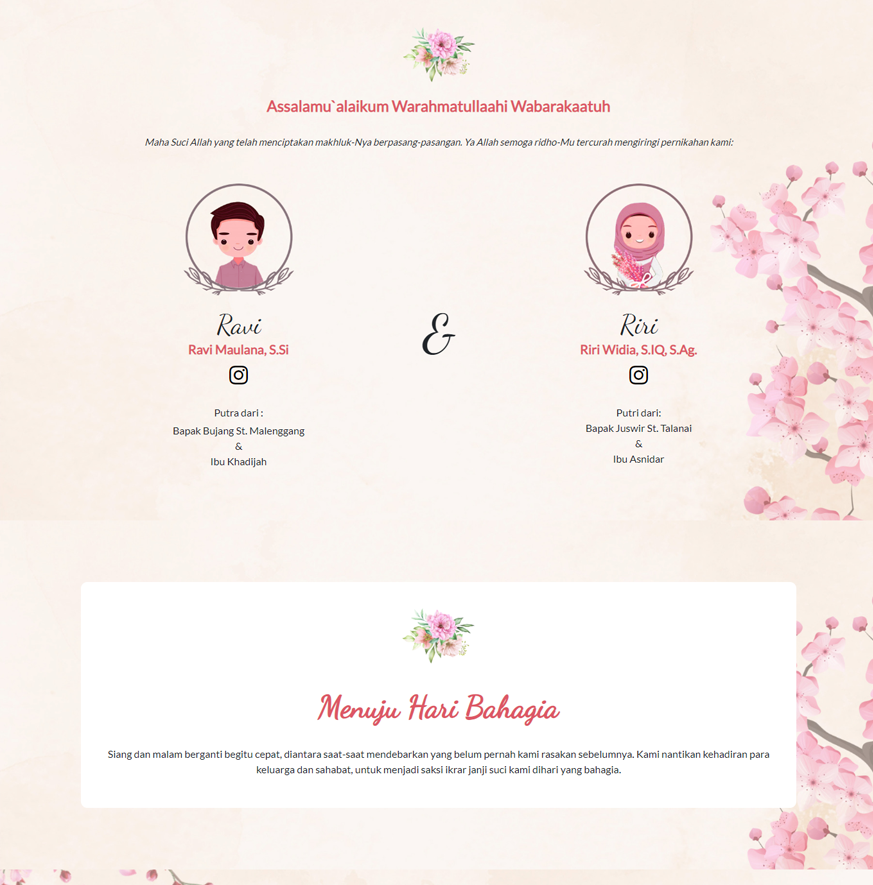 Assalamu`alaikum Warahmatullaahi Wabarakaatuh
Maha Suci Allah yang telah menciptakan makhluk-Nya berpasang-pasangan. Ya Allah semoga ridho-Mu tercurah mengiringi pernikahan kami:
Ravi
Ravi Maulana, S.Si
Putra dari :
Bapak Bujang St. Malenggang
&
Ibu Khadijah
&
Riri
Riri Widia, S.IQ, S.Ag.
Putri dari:
Bapak Juswir St. Talanai
&
Ibu Asnidar
Menuju Hari Bahagia
Siang dan malam berganti begitu cepat, diantara saat-saat mendebarkan yang belum pernah kami rasakan sebelumnya. Kami nantikan kehadiran para
keluarga dan sahabat, untuk menjadi saksi ikrar janji suci kami dihari yang bahagia.